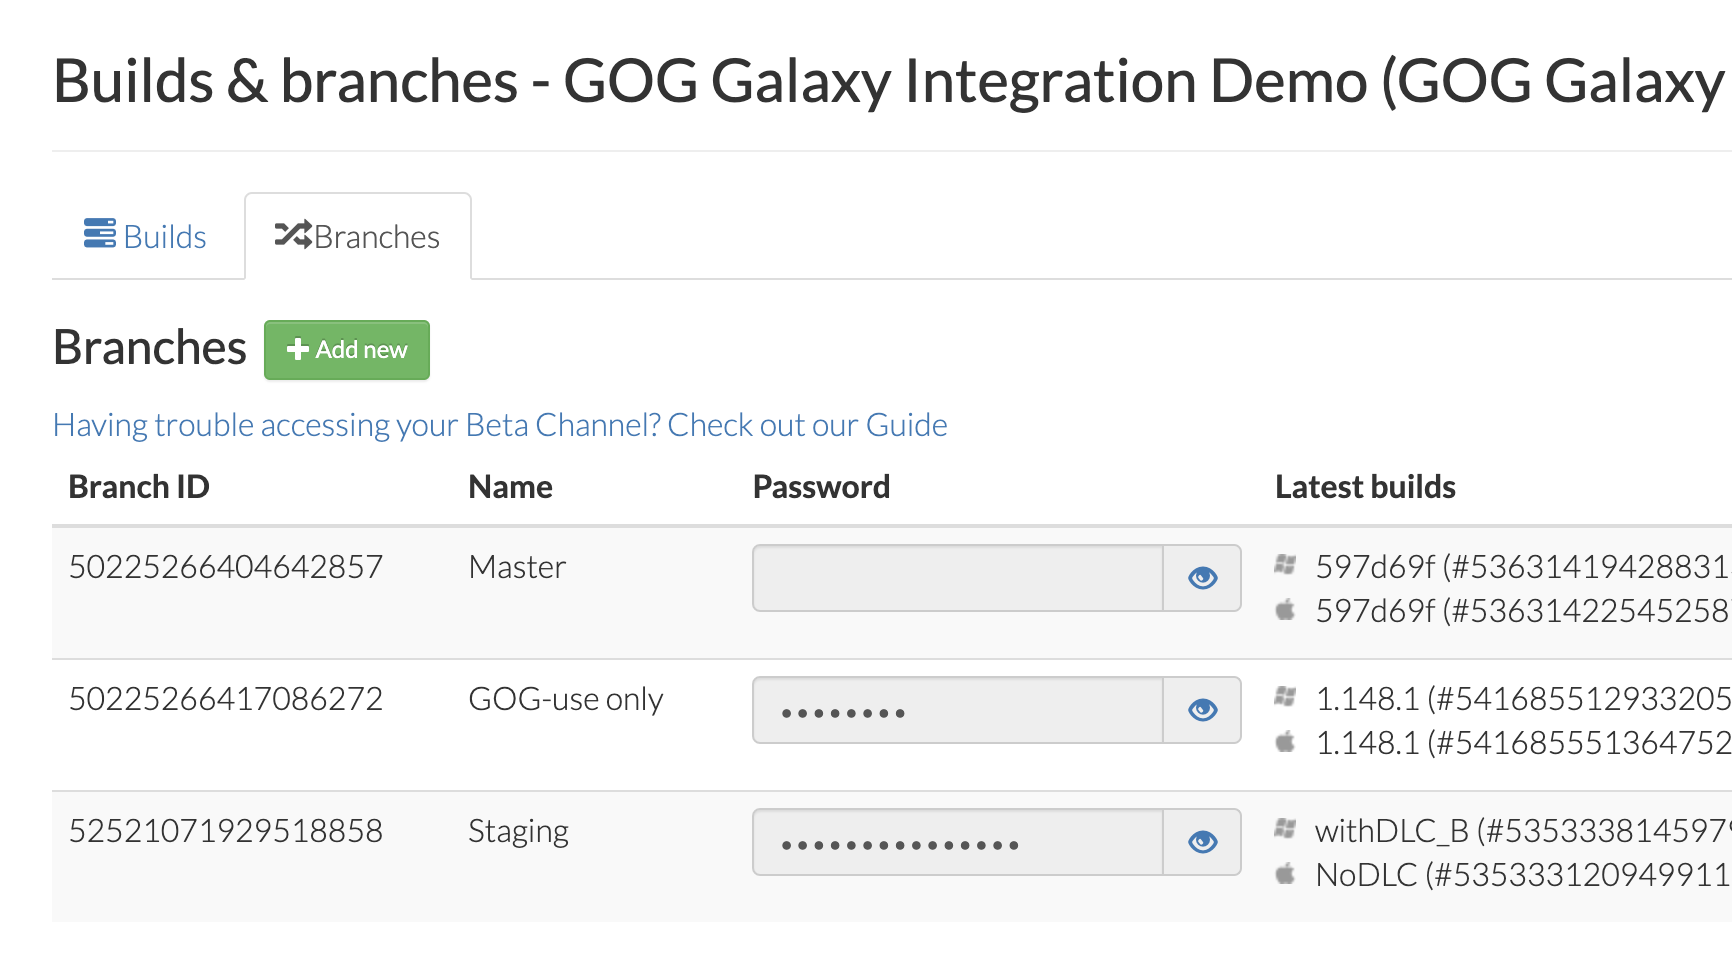 Builds & branches - GOG Galaxy Integration Demo (GOG Galaxy
Builds Branches
Branches Add new
Having trouble accessing your Beta Channel? Check out our Guide
Branch ID Name Password Latest builds
50225266404642857 Master 597d69f (#53631419428831
597d69f (#53631422545258
50225266417086272 GOG-use only •••••••• 1.148.1 (#541685512933205
1.148.1 (#541685551364752
52521071929518858 Staging ••••••••••••••• withDLC_B (#535333814597
NoDLC (#535333120949911